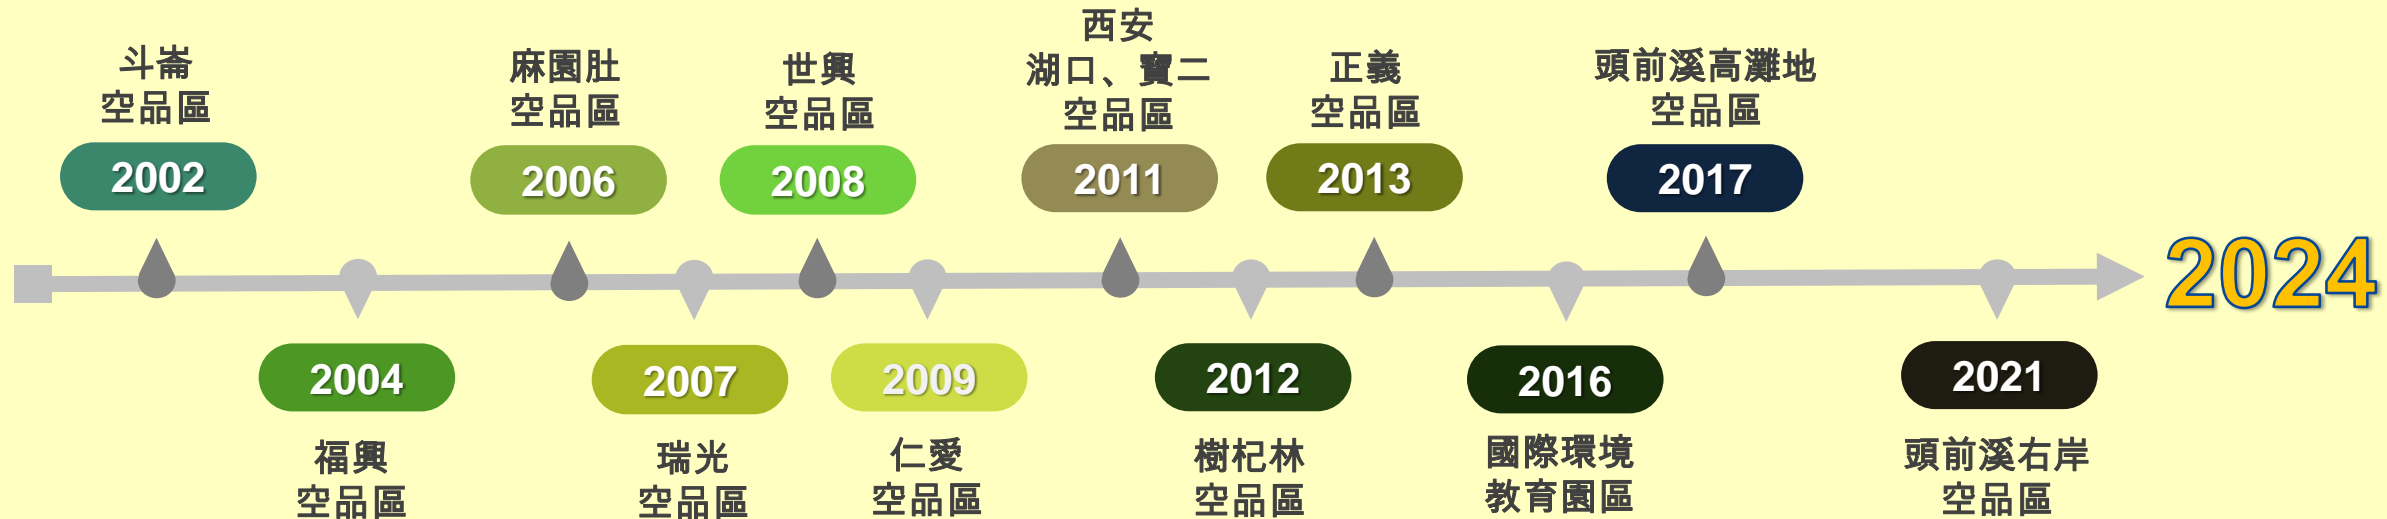 斗崙
空品區
2002
福興
空品區
2004
麻園肚
空品區
2006
瑞光
空品區
2007
世興
空品區
2008
仁愛
空品區
2009
西安
湖口、寶二
空品區
2011
樹杞林
空品區
2012
正義
空品區
2013
國際環境
教育園區
2016
頭前溪高灘地
空品區
2017
頭前溪右岸
空品區
2021
2024